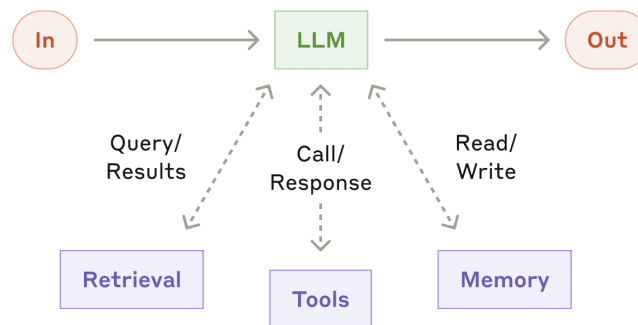 In
LLM
Out
Query/
Results
Call/
Response
Read/
Write
Retrieval
Tools
Memory